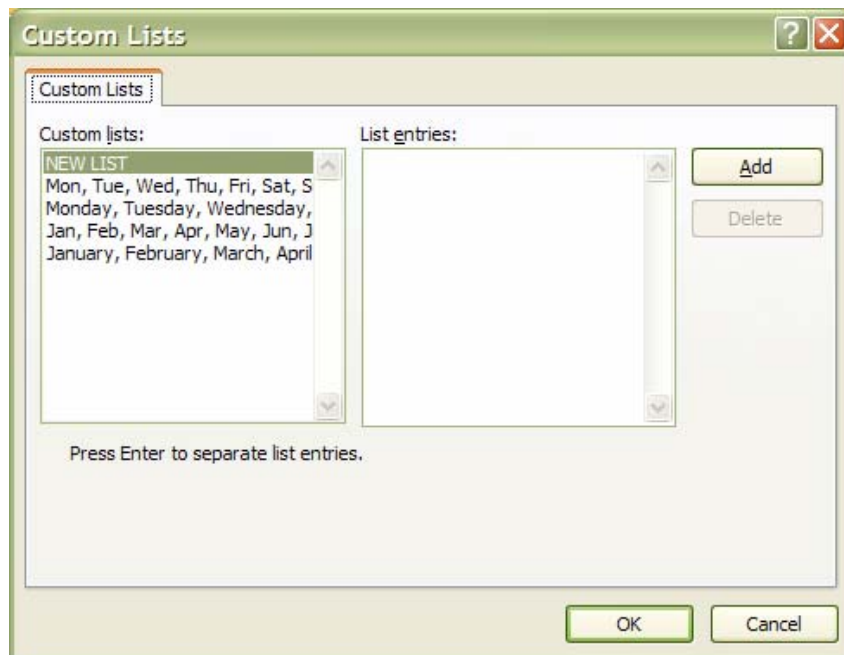 Custom Lists
Custom Lists
Custom lists:
List entries:
NEW LIST
Mon, Tue, Wed, Thu, Fri, Sat, S
Monday, Tuesday, Wednesday,
Jan, Feb, Mar, Apr, May, Jun, J
January, February, March, April
Add
Delete
Press Enter to separate list entries.
OK
Cancel